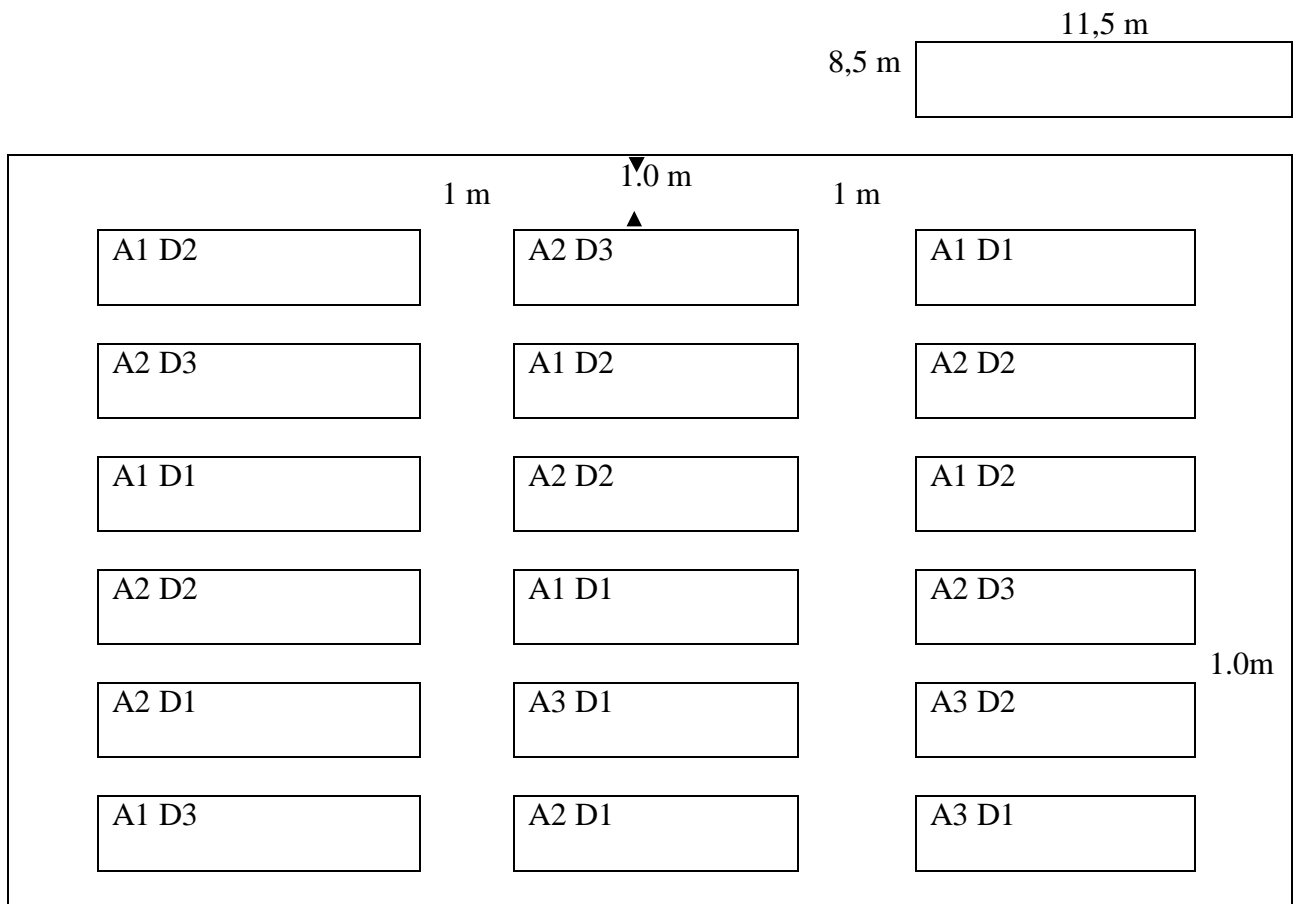 11,5 m
8,5 m
1.0 m
1 m 1 m
A1 D2 A2 D3 A1 D1
A2 D3 A1 D2 A2 D2
A1 D1 A2 D2 A1 D2
A2 D2 A1 D1 A2 D3
1.0m
A2 D1 A3 D1 A3 D2
A1 D3 A2 D1 A3 D1